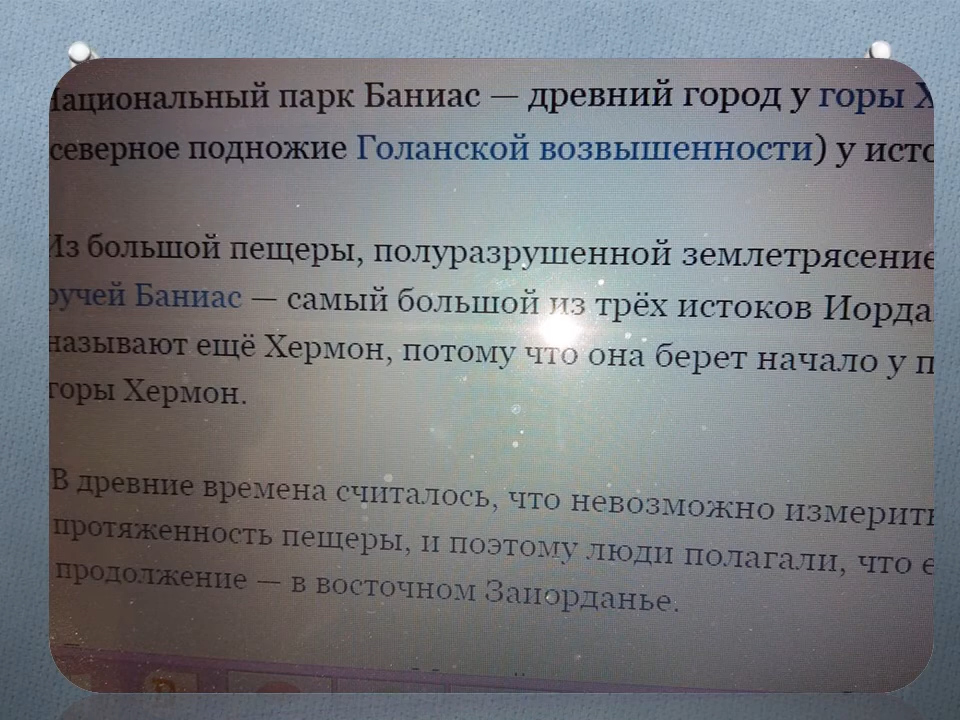 Национальный парк Баниас — древний город у горы Х
северное подножие Голанской возвышенности) у исто
Из большой пещеры, полуразрушенной землетрясение
ручей Баниас — самый большой из трёх истоков Иорда
называют ещё Хермон, потому что она берет начало у п
горы Хермон.
В древние времена считалось, что невозможно измерить
протяженность пещеры, и поэтому люди полагали, что е
продолжение — в восточном Заиорданье.